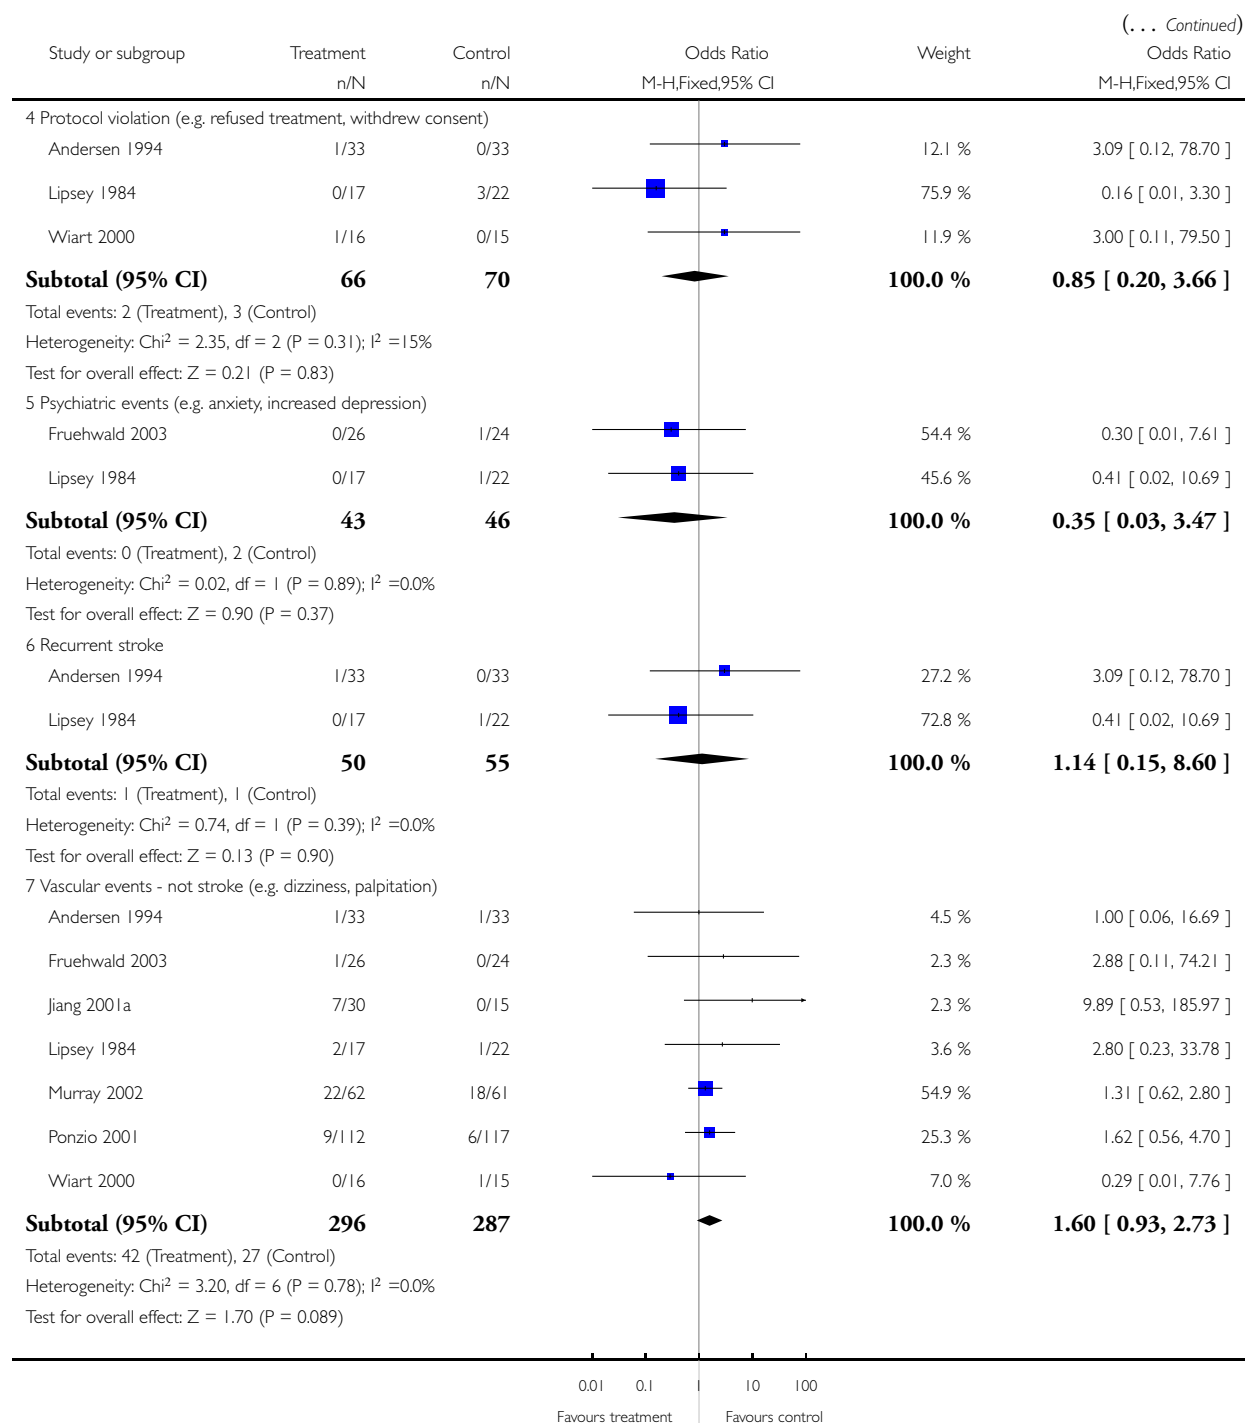 (... Continued)
Study or subgroup Treatment Control Odds Ratio Weight Odds Ratio
n/N n/N M-H,Fixed,95% CI M-H,Fixed,95% CI
4 Protocol violation (e.g. refused treatment, withdrew consent)
Andersen 1994 1/33 0/33 12.1 % 3.09 [ 0.12, 78.70 ]
Lipsey 1984 0/17 3/22 75.9 % 0.16 [ 0.01, 3.30 ]
Wiart 2000 1/16 0/15 11.9 % 3.00 [ 0.11, 79.50 ]
Subtotal (95% CI) 66 70 100.0 % 0.85 [ 0.20, 3.66 ]
Total events: 2 (Treatment), 3 (Control)
Heterogeneity: Chi² = 2.35, df = 2 (P = 0.31); I² =15%
Test for overall effect: Z = 0.21 (P = 0.83)
5 Psychiatric events (e.g. anxiety, increased depression)
Fruehwald 2003 0/26 1/24 54.4 % 0.30 [ 0.01, 7.61 ]
Lipsey 1984 0/17 1/22 45.6 % 0.41 [ 0.02, 10.69 ]
Subtotal (95% CI) 43 46 100.0 % 0.35 [ 0.03, 3.47 ]
Total events: 0 (Treatment), 2 (Control)
Heterogeneity: Chi² = 0.02, df = 1 (P = 0.89); I² =0.0%
Test for overall effect: Z = 0.90 (P = 0.37)
6 Recurrent stroke
Andersen 1994 1/33 0/33 27.2 % 3.09 [ 0.12, 78.70 ]
Lipsey 1984 0/17 1/22 72.8 % 0.41 [ 0.02, 10.69 ]
Subtotal (95% CI) 50 55 100.0 % 1.14 [ 0.15, 8.60 ]
Total events: 1 (Treatment), 1 (Control)
Heterogeneity: Chi² = 0.74, df = 1 (P = 0.39); I² =0.0%
Test for overall effect: Z = 0.13 (P = 0.90)
7 Vascular events - not stroke (e.g. dizziness, palpitation)
Andersen 1994 1/33 1/33 4.5 % 1.00 [ 0.06, 16.69 ]
Fruehwald 2003 1/26 0/24 2.3 % 2.88 [ 0.11, 74.21 ]
Jiang 2001a 7/30 0/15 2.3 % 9.89 [ 0.53, 185.97 ]
Lipsey 1984 2/17 1/22 3.6 % 2.80 [ 0.23, 33.78 ]
Murray 2002 22/62 18/61 54.9 % 1.31 [ 0.62, 2.80 ]
Ponzio 2001 9/112 6/117 25.3 % 1.62 [ 0.56, 4.70 ]
Wiart 2000 0/16 1/15 7.0 % 0.29 [ 0.01, 7.76 ]
Subtotal (95% CI) 296 287 100.0 % 1.60 [ 0.93, 2.73 ]
Total events: 42 (Treatment), 27 (Control)
Heterogeneity: Chi² = 3.20, df = 6 (P = 0.78); I² =0.0%
Test for overall effect: Z = 1.70 (P = 0.089)
0.01 0.1 1 10 100
Favours treatment Favours control